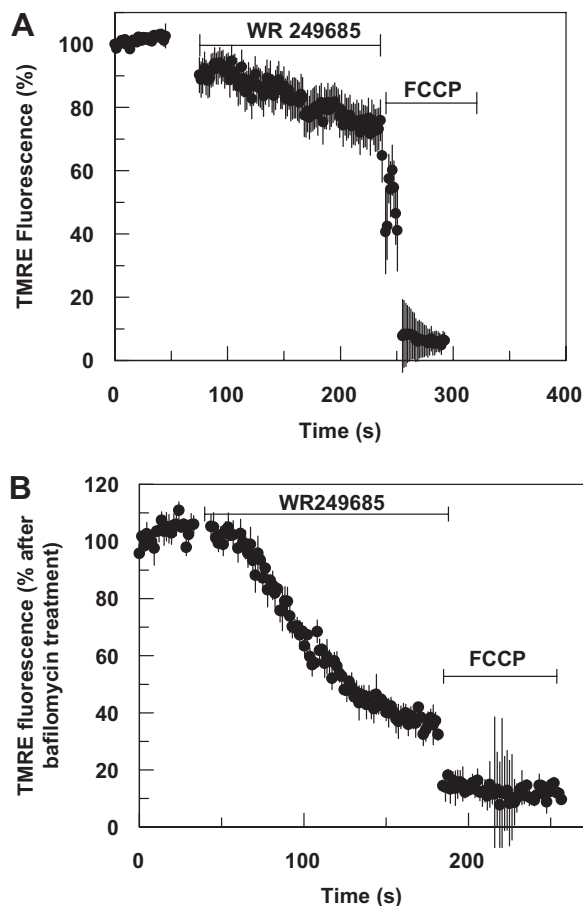 A
WR 249685
FCCP
TMRE Fluorescence (%)
100
80
60
40
20
0
0 100 200 300 400
Time (s)
B
WR249685
FCCP
TMRE fluorescence (% after
bafilomycin treatment)
120
100
80
60
40
20
0
0 100 200
Time (s)